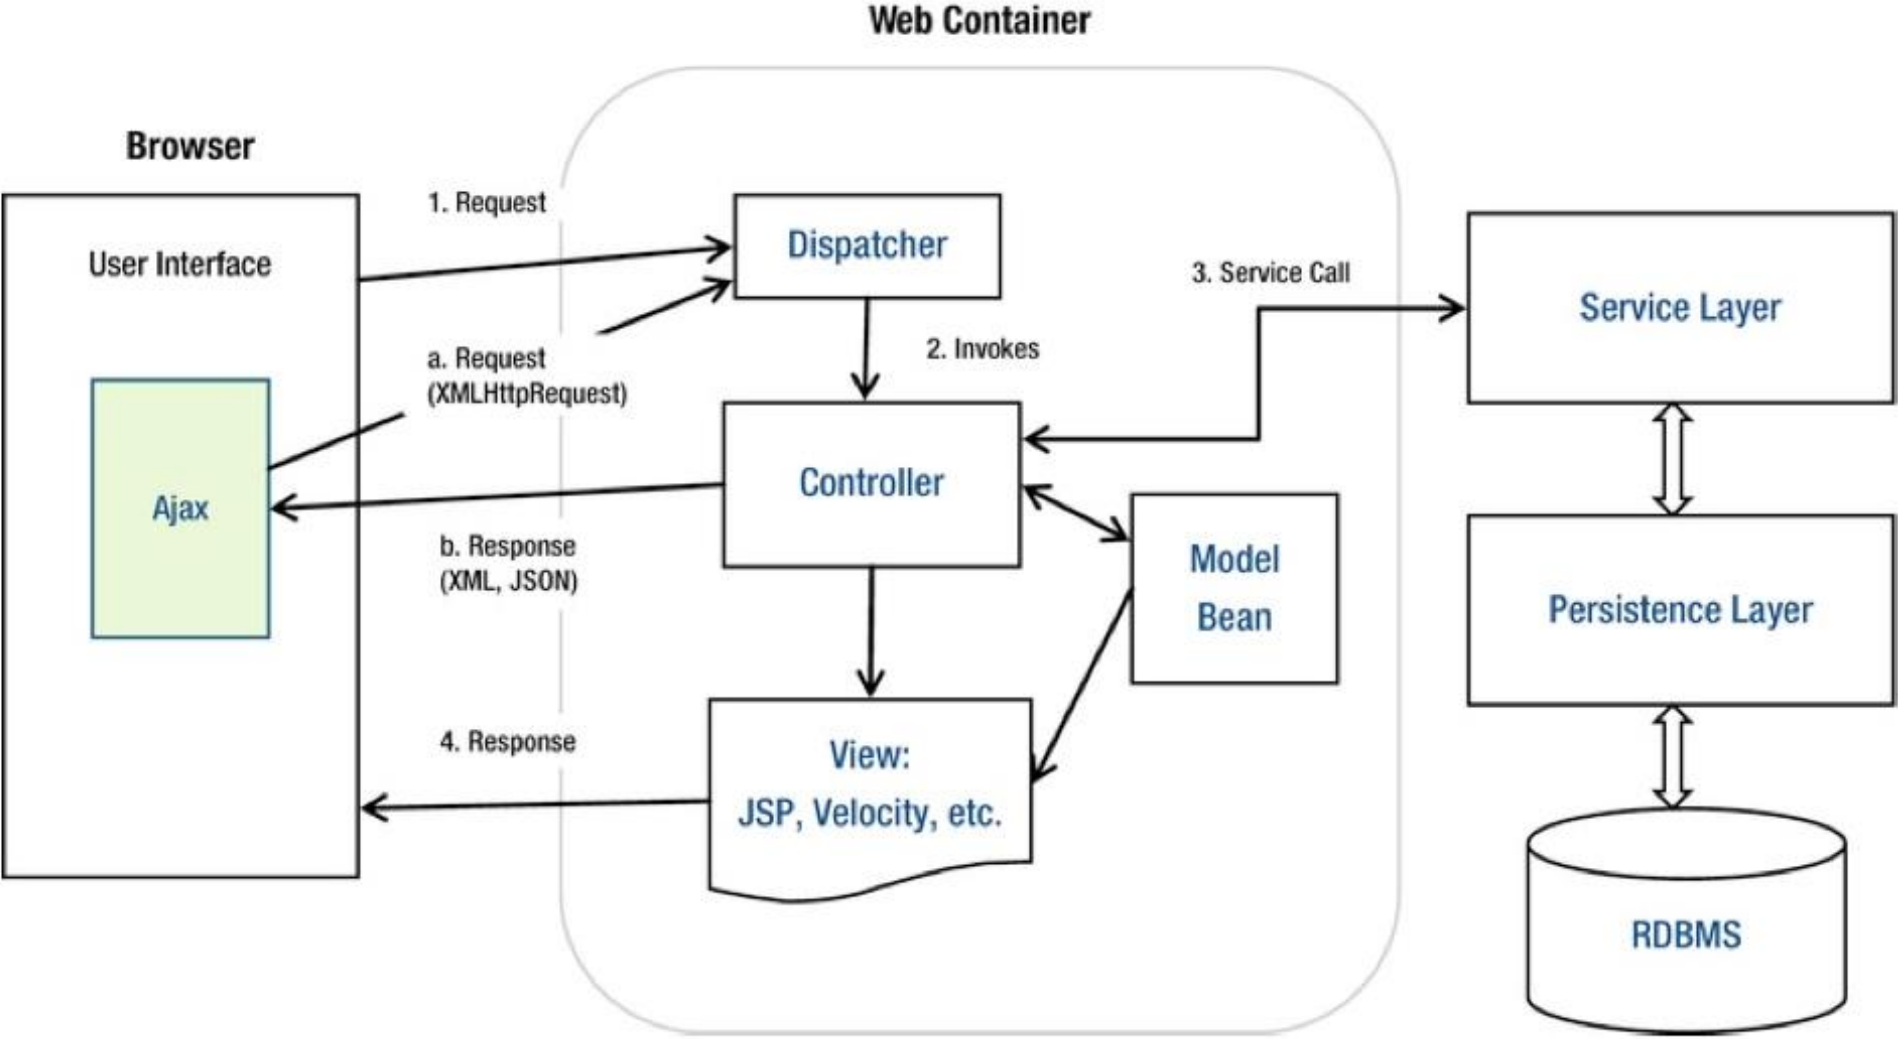 Web Container
Browser
User Interface
1. Request
Dispatcher
a. Request
(XMLHttpRequest)
2. Invokes
3. Service Call
Service Layer
Ajax
Controller
b. Response
(XML, JSON)
Model
Bean
Persistence Layer
4. Response
View:
JSP, Velocity, etc.
RDBMS